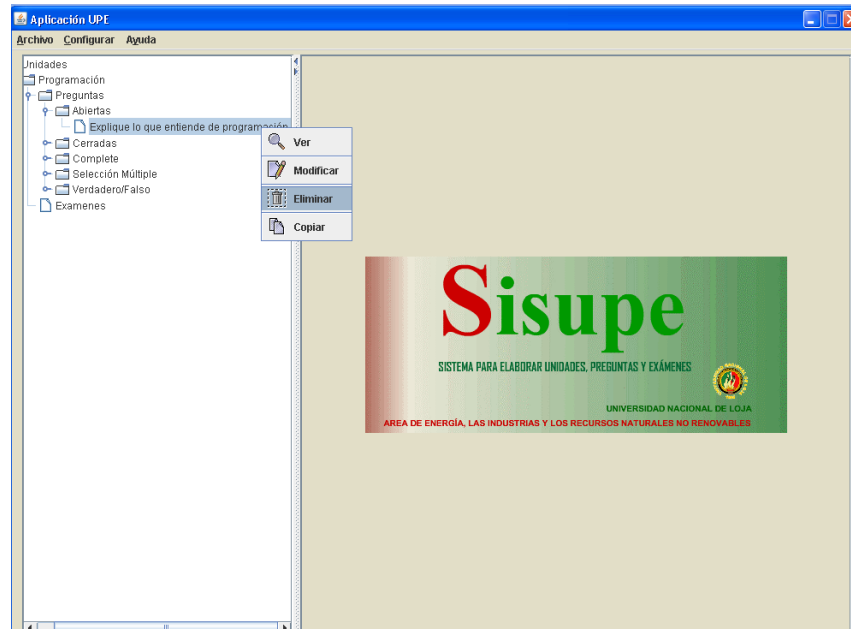 Aplicación UPE
Archivo Configurar Ayuda
Unidades
Programación
Preguntas
Abiertas
Explique lo que entiende de programación
Cerradas
Complete
Selección Múltiple
Verdadero/Falso
Examenes
Ver
Modificar
Eliminar
Copiar
Sisupe
SISTEMA PARA ELABORAR UNIDADES, PREGUNTAS Y EXÁMENES
UNIVERSIDAD NACIONAL DE LOJA
AREA DE ENERGÍA, LAS INDUSTRIAS Y LOS RECURSOS NATURALES NO RENOVABLES